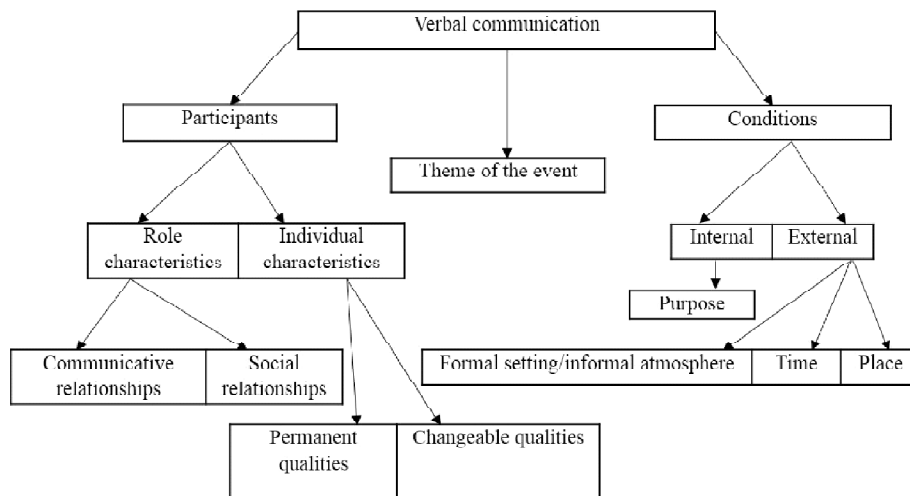 Verbal communication
Participants
Conditions
Theme of the event
Role
characteristics
Individual
characteristics
Internal
External
Purpose
Communicative
relationships
Social
relationships
Formal setting/informal atmosphere
Time
Place
Permanent
qualities
Changeable qualities